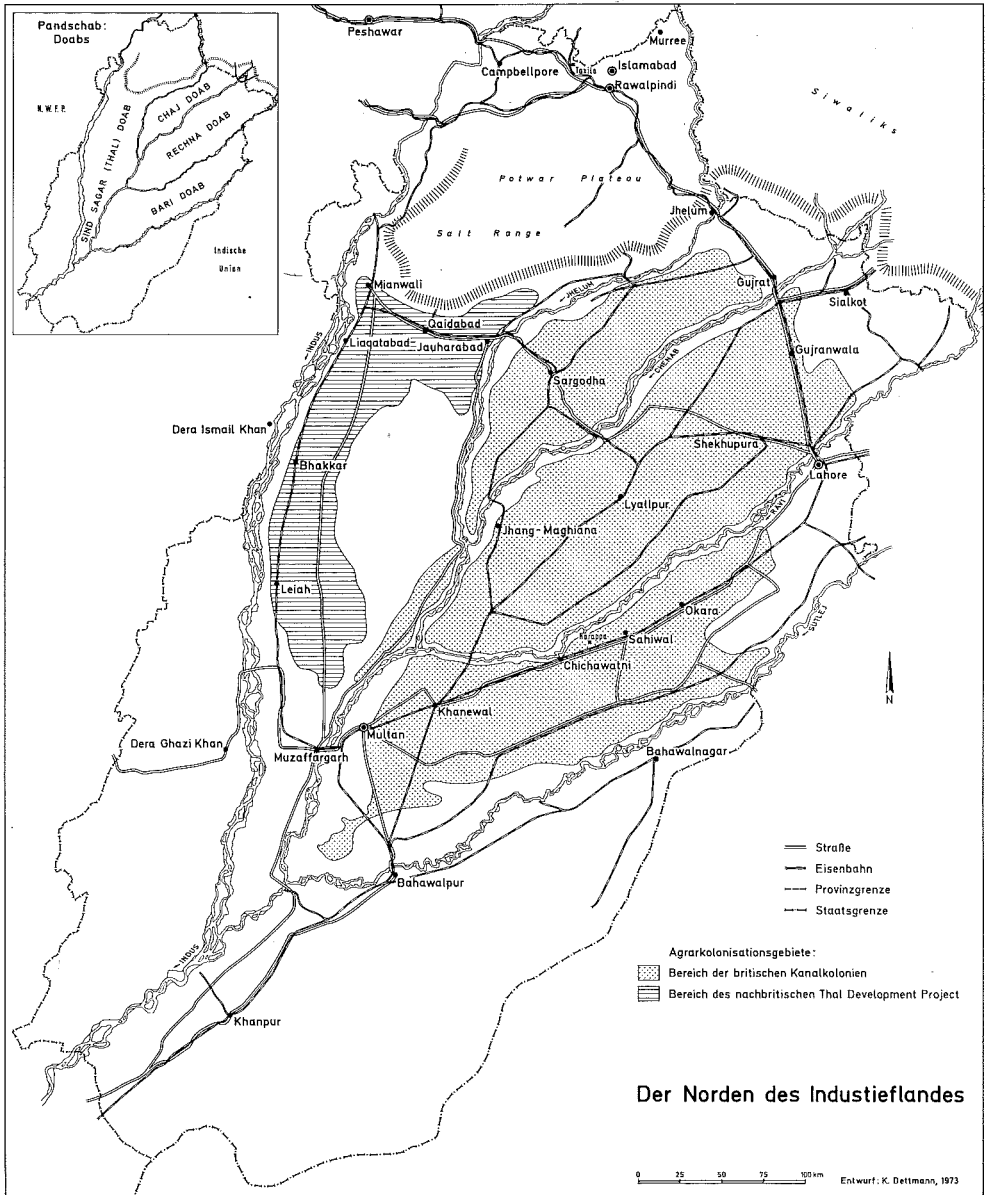 Pandschab:
Doabs
N.W.F.P.
SIND SAGAR (THAL) DOAB
CHAJ DOAB
RECHNA DOAB
BARI DOAB
Indische
Union
Peshawar
Murree
Campbellpore
Taxila
Islamabad
Rawalpindi
Siwaliks
Potwar Plateau
Salt Range
Jhelum
JHELUM
Mianwali
Gujrat
Sialkot
Qaidabad
Liaqatabad
Jauharabad
INDUS
Gujranwala
CHENAB
Sargodha
Dera Ismail Khan
Shekhupura
Bhakkar
Lahore
Lyallpur
RAVI
Jhang-Maghiana
Leiah
Okara
Harappa
Sahiwal
SUTLEJ
Chichawatni
Khanewal
N
Multan
Dera Ghazi Khan
Muzaffargarh
Bahawalnagar
Bahawalpur
INDUS
Khanpur
Straße
Eisenbahn
Provinzgrenze
Staatsgrenze
Agrarkolonisationsgebiete:
Bereich der britischen Kanalkolonien
Bereich des nachbritischen Thal Development Project
Der Norden des Industieflandes
0 25 50 75 100 km
Entwurf: K. Dettmann, 1973